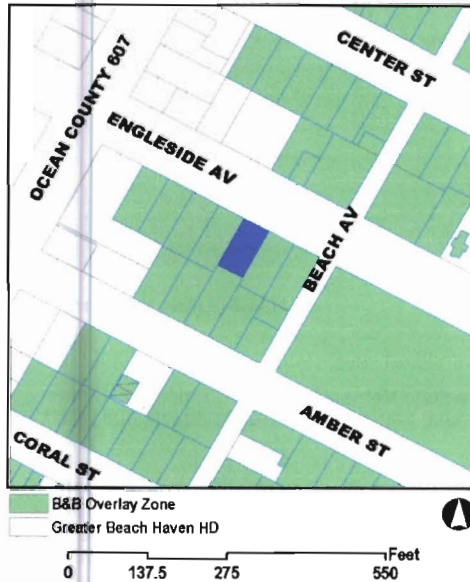 CENTER ST
OCEAN COUNTY 607
ENGLESIDE AV
BEACH AV
AMBER ST
CORAL ST
B&B Overlay Zone
Greater Beach Haven HD
Feet
0 137.5 275 550